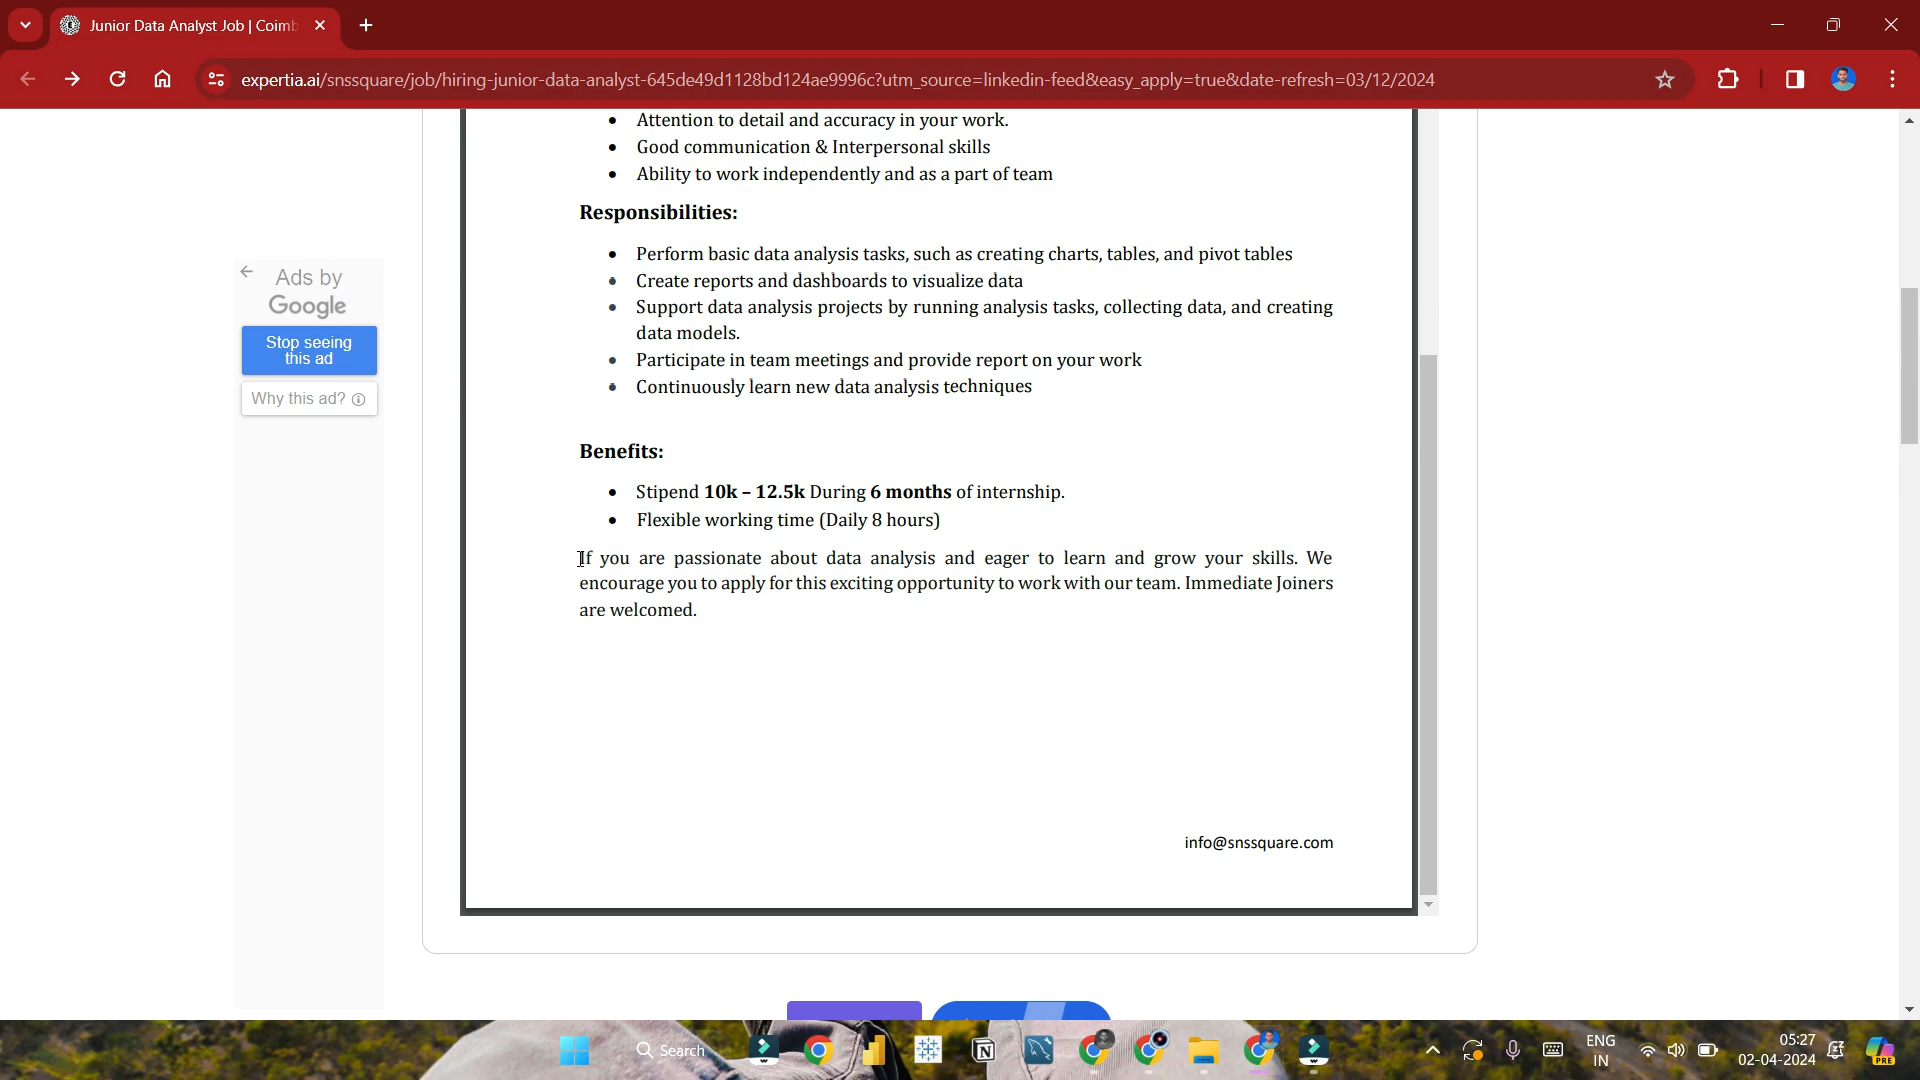 Junior Data Analyst Job | Coimb
expertia.ai/snssquare/job/hiring-junior-data-analyst-645de49d1128bd124ae9996c?utm_source=linkedin-feed&easy_apply=true&date-refresh=03/12/2024
• Attention to detail and accuracy in your work.
• Good communication & Interpersonal skills
• Ability to work independently and as a part of team
Responsibilities:
• Perform basic data analysis tasks, such as creating charts, tables, and pivot tables
• Create reports and dashboards to visualize data
• Support data analysis projects by running analysis tasks, collecting data, and creating
data models.
• Participate in team meetings and provide report on your work
• Continuously learn new data analysis techniques
Benefits:
• Stipend 10k – 12.5k During 6 months of internship.
• Flexible working time (Daily 8 hours)
If you are passionate about data analysis and eager to learn and grow your skills. We
encourage you to apply for this exciting opportunity to work with our team. Immediate Joiners
are welcomed.
info@snssquare.com
Ads by
Google
Stop seeing
this ad
Why this ad?
Search
ENG
IN
05:27
02-04-2024
PRE